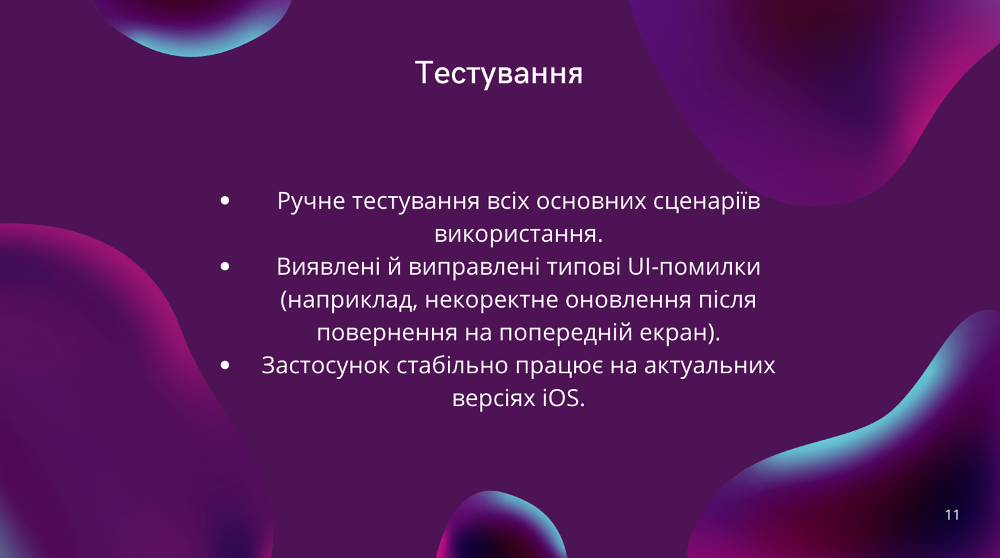 Тестування
• Ручне тестування всіх основних сценаріїв
використання.
• Виявлені й виправлені типові UI-помилки
(наприклад, некоректне оновлення після
повернення на попередній екран).
• Застосунок стабільно працює на актуальних
версіях iOS.
11